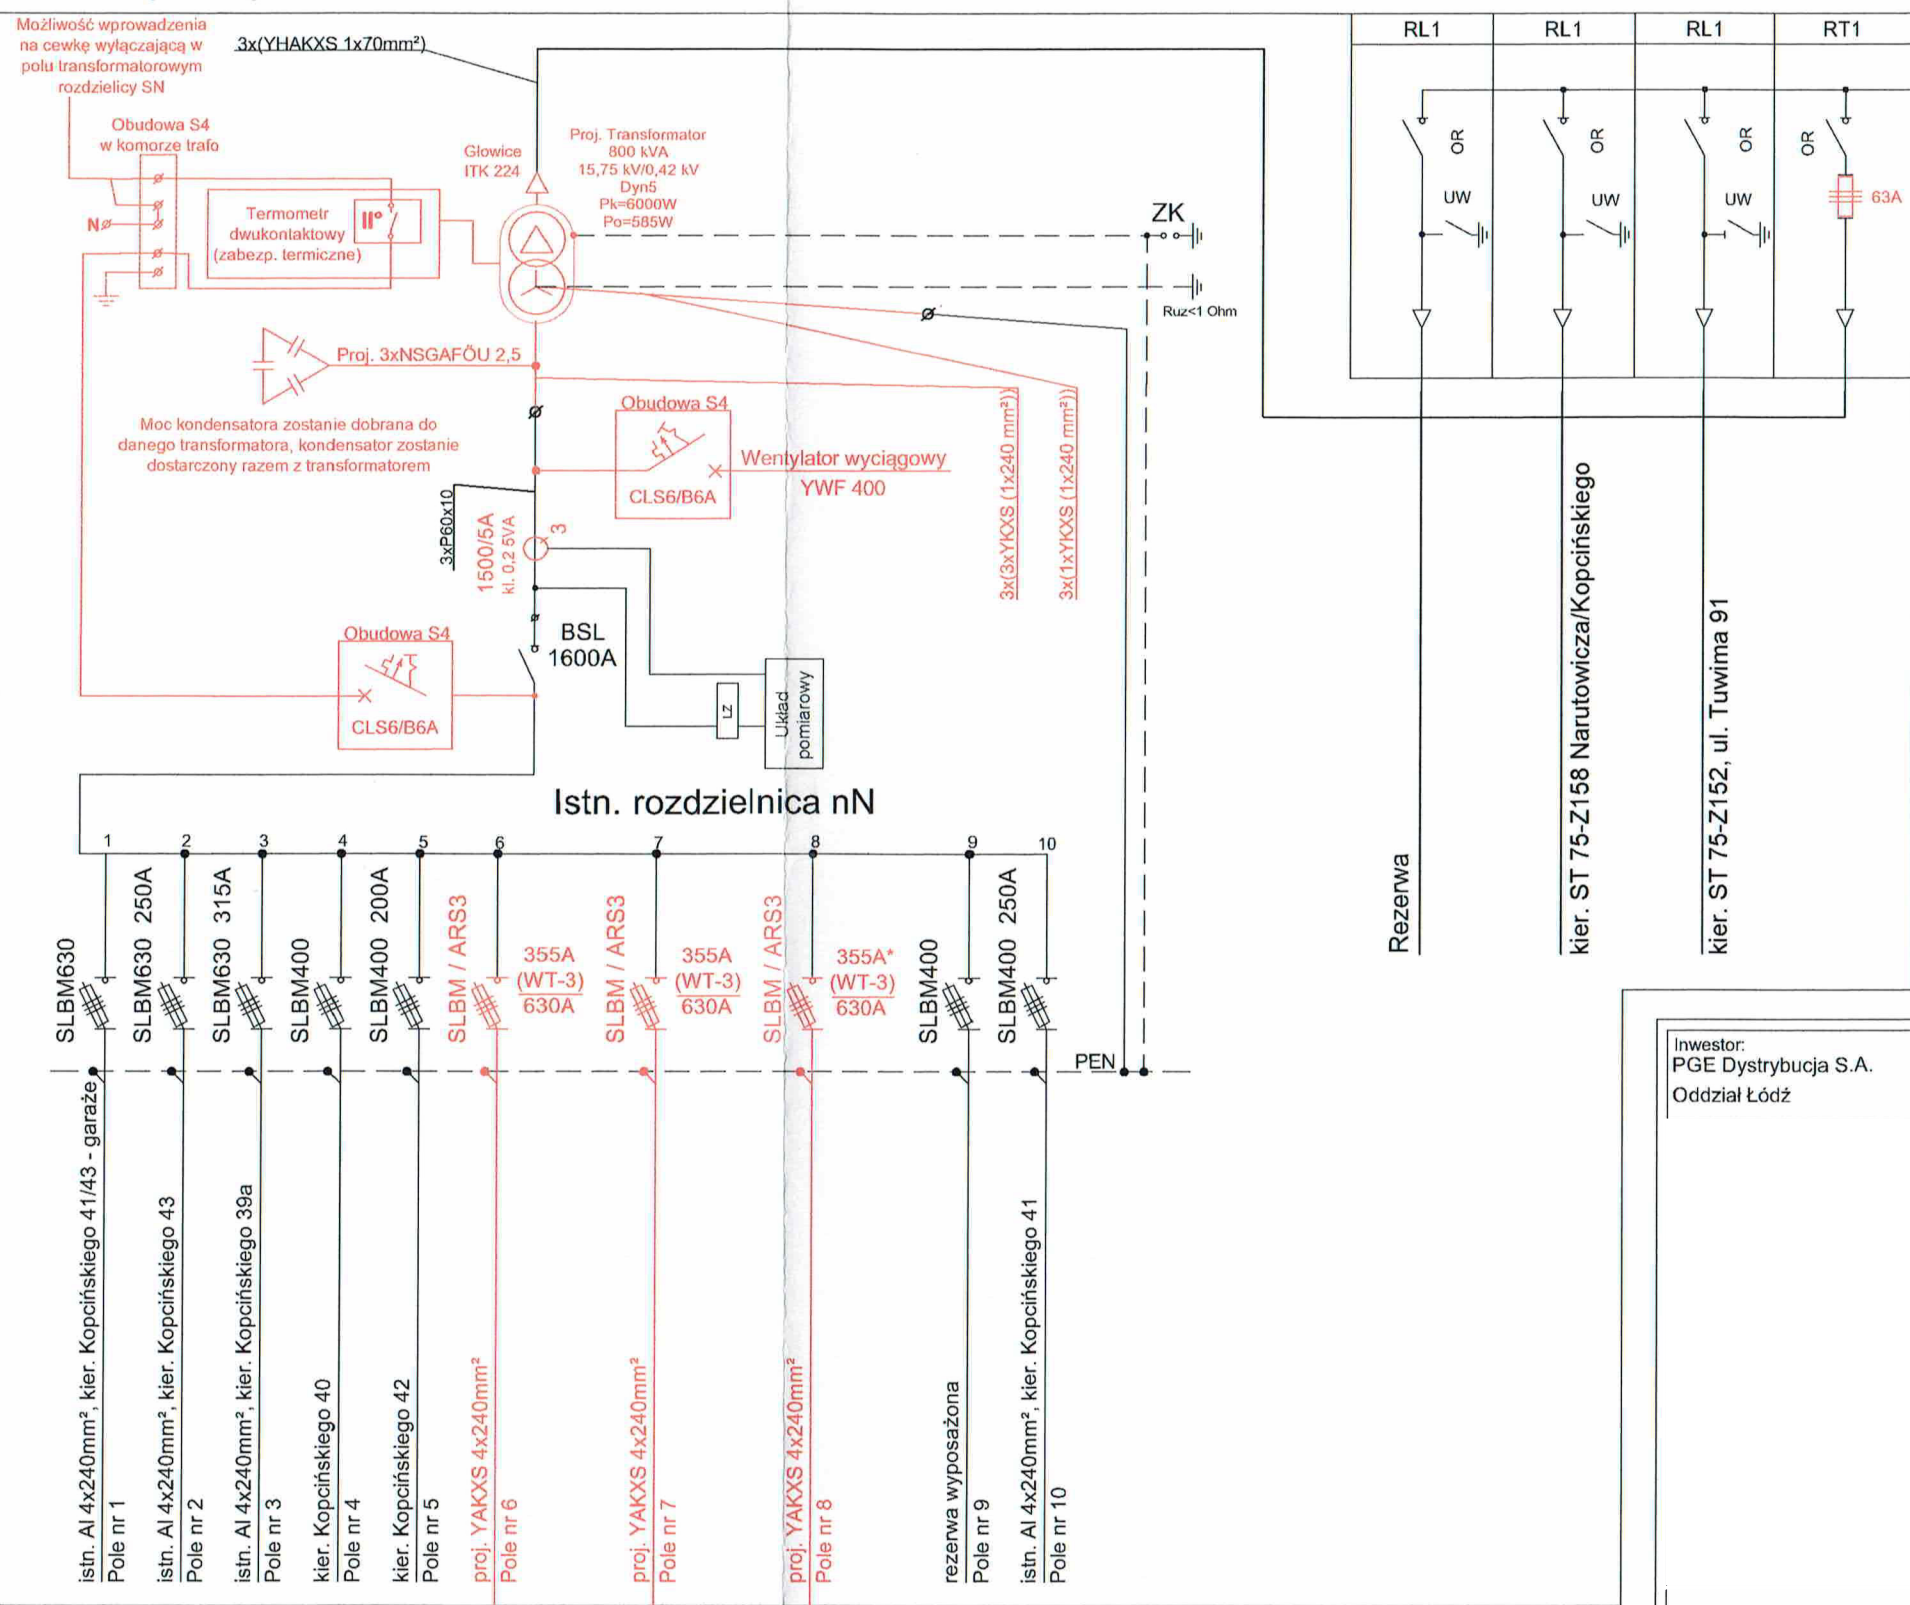 Możliwość wprowadzenia
na cewkę wyłączającą w
polu transformatorowym
rozdzielicy SN
3x(YHAKXS 1x70mm²)
Obudowa S4
w komorze trafo
N
Termometr
dwukontaktowy
(zabezp. termiczne)
II°
Głowice
ITK 224
Proj. Transformator
800 kVA
15,75 kV/0,42 kV
Dyn5
Pk=6000W
Po=585W
ZK
Ruz<1 Ohm
RL1
RL1
RL1
RT1
OR
OR
OR
OR
UW
UW
UW
63A
Proj. 3xNSGAFÖU 2,5
Moc kondensatora zostanie dobrana do
danego transformatora, kondensator zostanie
dostarczony razem z transformatorem
Obudowa S4
CLS6/B6A
Wentylator wyciągowy
YWF 400
3x(3xYKXS (1x240 mm²))
3x(1xYKXS (1x240 mm²))
3xP60x10
1500/5A
kl. 0,2 5VA
3
BSL
1600A
Obudowa S4
CLS6/B6A
LZ
Układ
pomiarowy
Rezerwa
kier. ST 75-Z158 Narutowicza/Kopcińskiego
kier. ST 75-Z152, ul. Tuwima 91
Istn. rozdzielnica nN
1
2
3
4
5
6
7
8
9
10
SLBM630
SLBM630 250A
SLBM630 315A
SLBM400
SLBM400 200A
SLBM / ARS3
355A
(WT-3)
630A
SLBM / ARS3
355A
(WT-3)
630A
SLBM / ARS3
355A*
(WT-3)
630A
SLBM400
SLBM400 250A
PEN
istn. Al 4x240mm², kier. Kopcińskiego 41/43 - garaże
Pole nr 1
istn. Al 4x240mm², kier. Kopcińskiego 43
Pole nr 2
istn. Al 4x240mm², kier. Kopcińskiego 39a
Pole nr 3
kier. Kopcińskiego 40
Pole nr 4
kier. Kopcińskiego 42
Pole nr 5
proj. YAKXS 4x240mm²
Pole nr 6
proj. YAKXS 4x240mm²
Pole nr 7
proj. YAKXS 4x240mm²
Pole nr 8
rezerwa wyposażona
Pole nr 9
istn. Al 4x240mm², kier. Kopcińskiego 41
Pole nr 10
Inwestor:
PGE Dystrybucja S.A.
Oddział Łódź